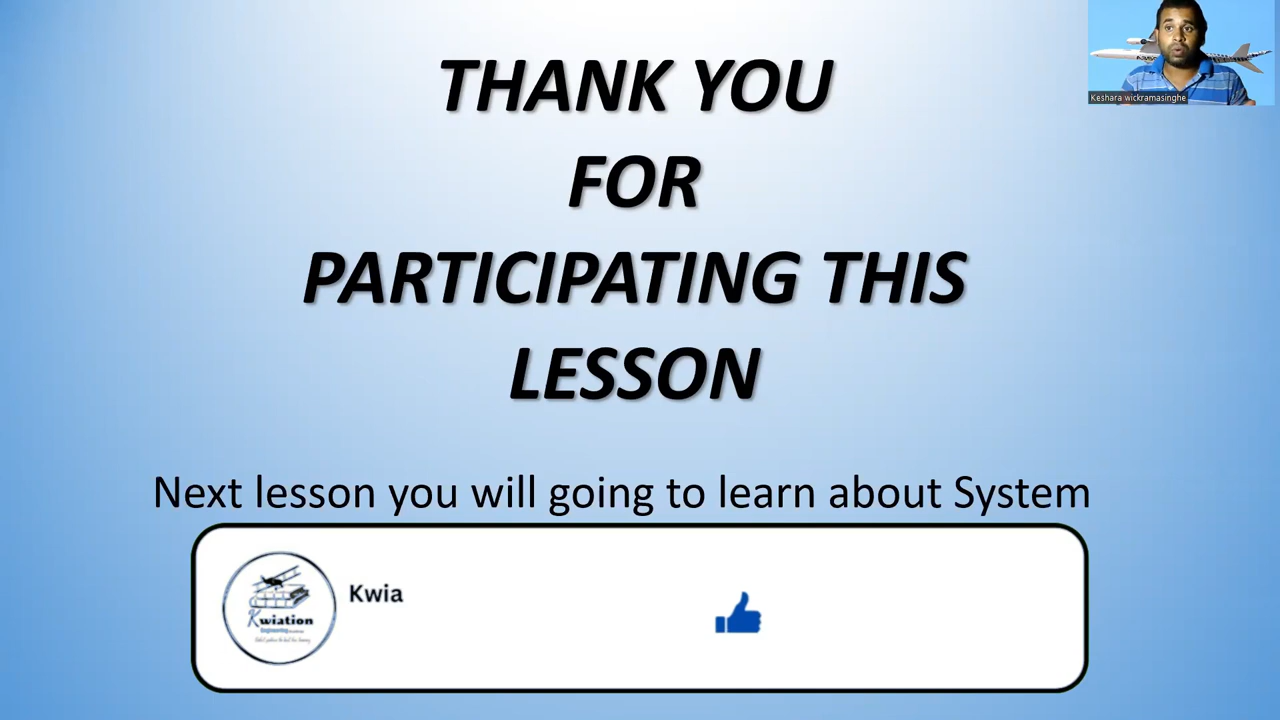 THANK YOU
FOR
PARTICIPATING THIS
LESSON
Keshara wickramasinghe
Next lesson you will going to learn about System
Kwia
Kwiation
Engineering